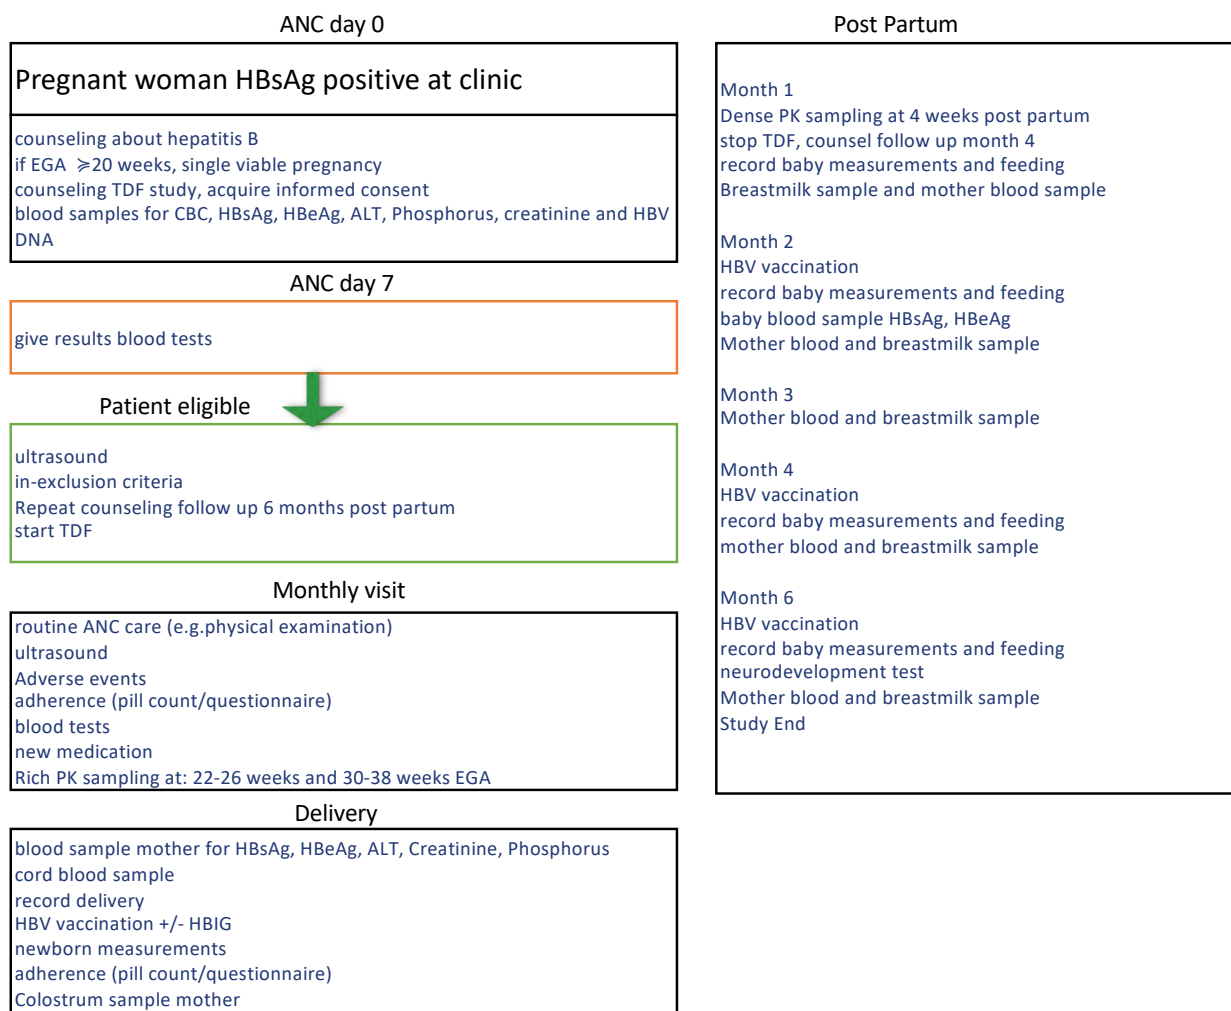 ANC day 0
Pregnant woman HBsAg positive at clinic
counseling about hepatitis B
if EGA ≽20 weeks, single viable pregnancy
counseling TDF study, acquire informed consent
blood samples for CBC, HBsAg, HBeAg, ALT, Phosphorus, creatinine and HBV
DNA
ANC day 7
give results blood tests
Patient eligible
ultrasound
in-exclusion criteria
Repeat counseling follow up 6 months post partum
start TDF
Monthly visit
routine ANC care (e.g.physical examination)
ultrasound
Adverse events
adherence (pill count/questionnaire)
blood tests
new medication
Rich PK sampling at: 22-26 weeks and 30-38 weeks EGA
Delivery
blood sample mother for HBsAg, HBeAg, ALT, Creatinine, Phosphorus
cord blood sample
record delivery
HBV vaccination +/- HBIG
newborn measurements
adherence (pill count/questionnaire)
Colostrum sample mother
Post Partum
Month 1
Dense PK sampling at 4 weeks post partum
stop TDF, counsel follow up month 4
record baby measurements and feeding
Breastmilk sample and mother blood sample
Month 2
HBV vaccination
record baby measurements and feeding
baby blood sample HBsAg, HBeAg
Mother blood and breastmilk sample
Month 3
Mother blood and breastmilk sample
Month 4
HBV vaccination
record baby measurements and feeding
mother blood and breastmilk sample
Month 6
HBV vaccination
record baby measurements and feeding
neurodevelopment test
Mother blood and breastmilk sample
Study End